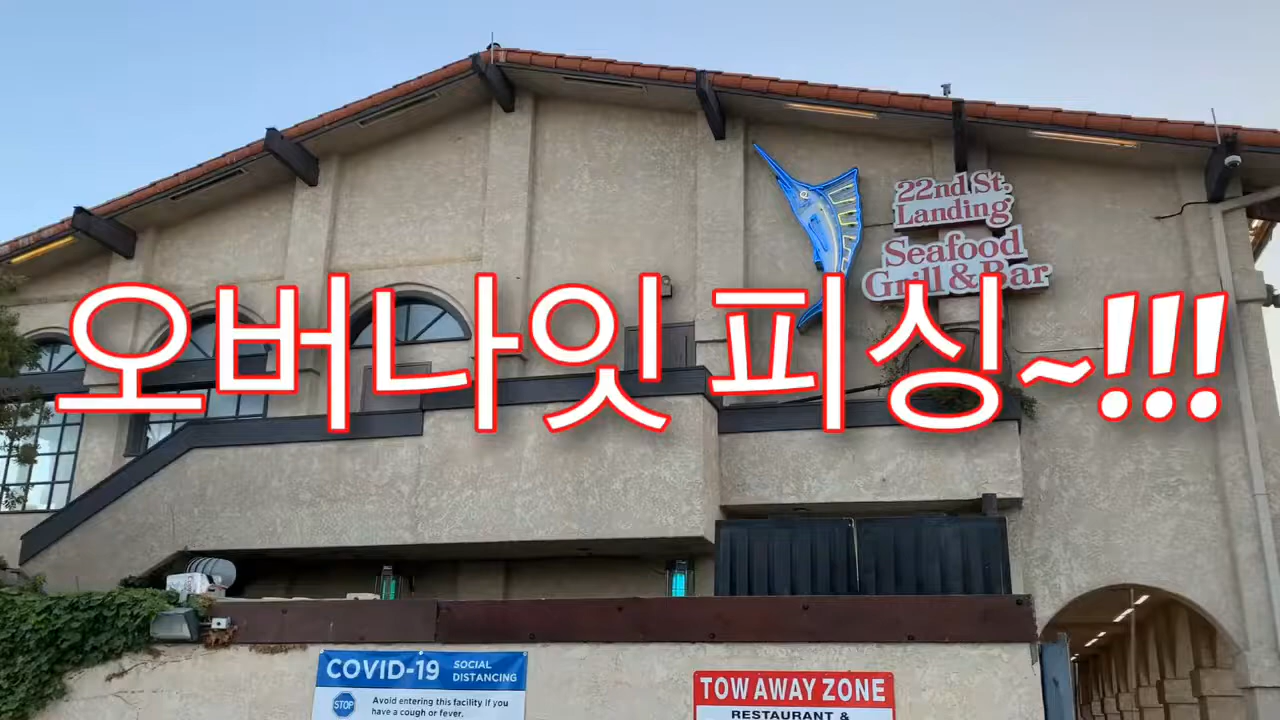 22nd St.
Landing
Seafood
Grill & Bar
오버나잇 피싱~!!!
COVID-19 SOCIAL
DISTANCING
STOP
Avoid entering this facility if you
have a cough or fever.
TOW AWAY ZONE
RESTAURANT &